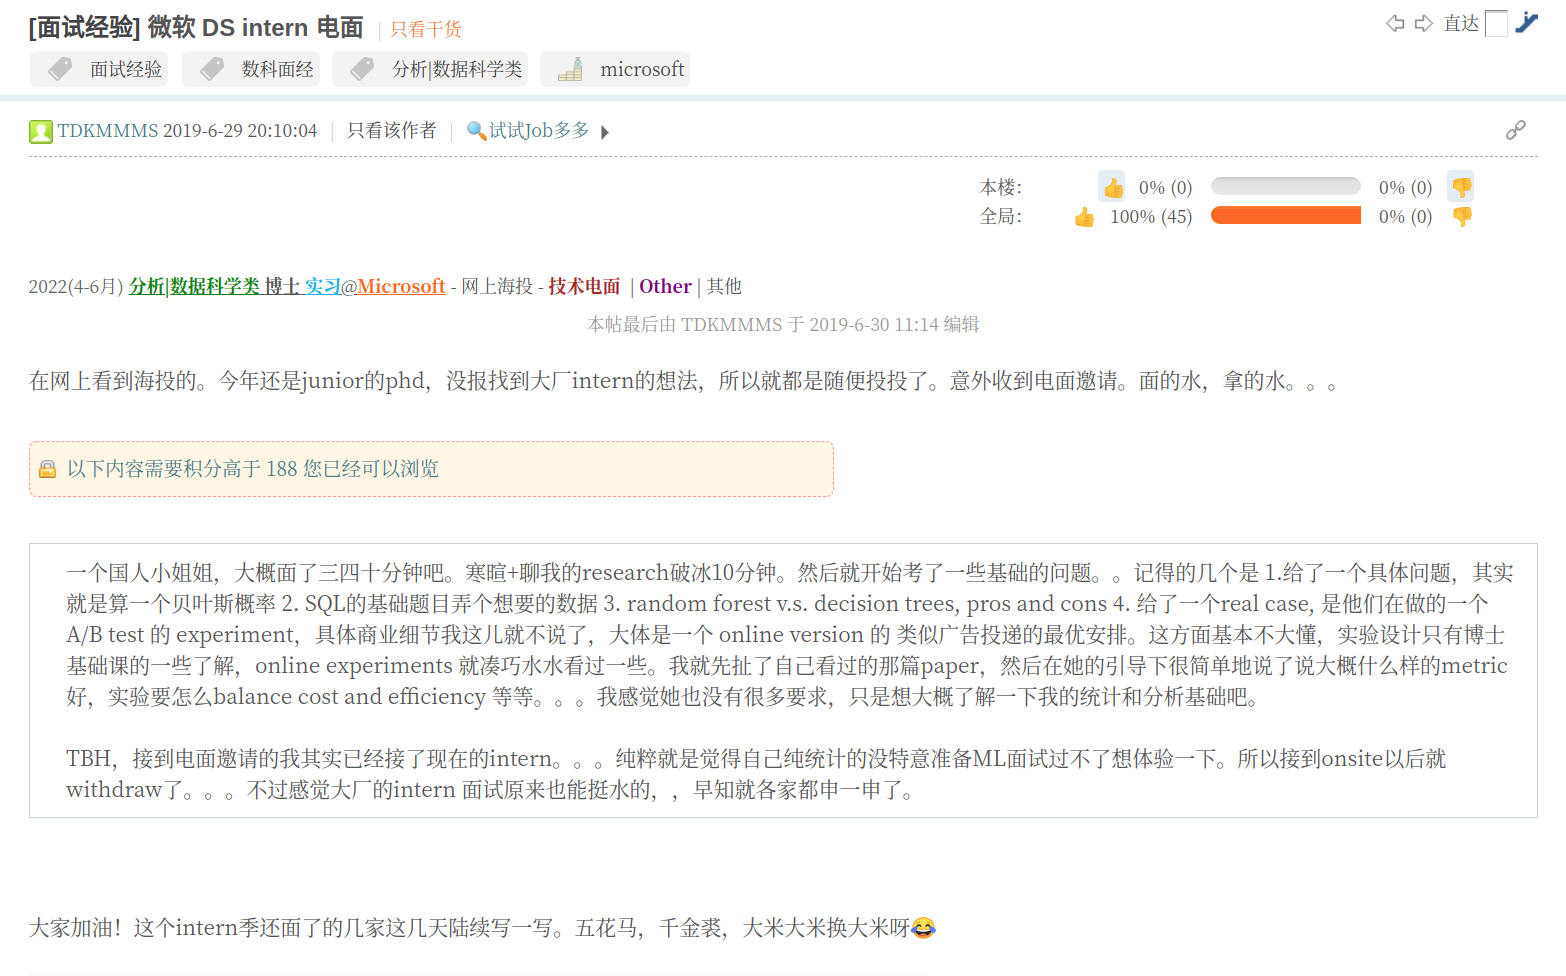 [面试经验] 微软 DS intern 电面 | 只看干货
直达
面试经验 数科面经 分析|数据科学类 microsoft
TDKMMMS 2019-6-29 20:10:04 | 只看该作者 | 试试Job多多
本楼： 0% (0) 0% (0)
全局： 100% (45) 0% (0)
2022(4-6月) 分析|数据科学类 博士 实习@Microsoft - 网上海投 - 技术电面 | Other | 其他
本帖最后由 TDKMMMS 于 2019-6-30 11:14 编辑
在网上看到海投的。今年还是junior的phd，没报找到大厂intern的想法，所以就都是随便投投了。意外收到电面邀请。面的水，拿的水。。。
以下内容需要积分高于 188 您已经可以浏览
一个国人小姐姐，大概面了三四十分钟吧。寒暄+聊我的research破冰10分钟。然后就开始考了一些基础的问题。。记得的几个是 1.给了一个具体问题，其实
就是算一个贝叶斯概率 2. SQL的基础题目弄个想要的数据 3. random forest v.s. decision trees, pros and cons 4. 给了一个real case, 是他们在做的一个
A/B test 的 experiment，具体商业细节我这儿就不说了，大体是一个 online version 的 类似广告投递的最优安排。这方面基本不大懂，实验设计只有博士
基础课的一些了解，online experiments 就凑巧水水看过一些。我就先扯了自己看过的那篇paper，然后在她的引导下很简单地说了说大概什么样的metric
好，实验要怎么balance cost and efficiency 等等。。。我感觉她也没有很多要求，只是想大概了解一下我的统计和分析基础吧。
TBH，接到电面邀请的我其实已经接了现在的intern。。。纯粹就是觉得自己纯统计的没特意准备ML面试过不了想体验一下。所以接到onsite以后就
withdraw了。。。不过感觉大厂的intern 面试原来也能挺水的，，早知就各家都申一申了。
大家加油！这个intern季还面了的几家这几天陆续写一写。五花马，千金裘，大米大米换大米呀😂